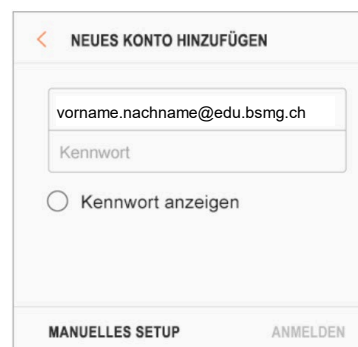 NEUES KONTO HINZUFÜGEN
vorname.nachname@edu.bsmg.ch
Kennwort
Kennwort anzeigen
MANUELLES SETUP ANMELDEN